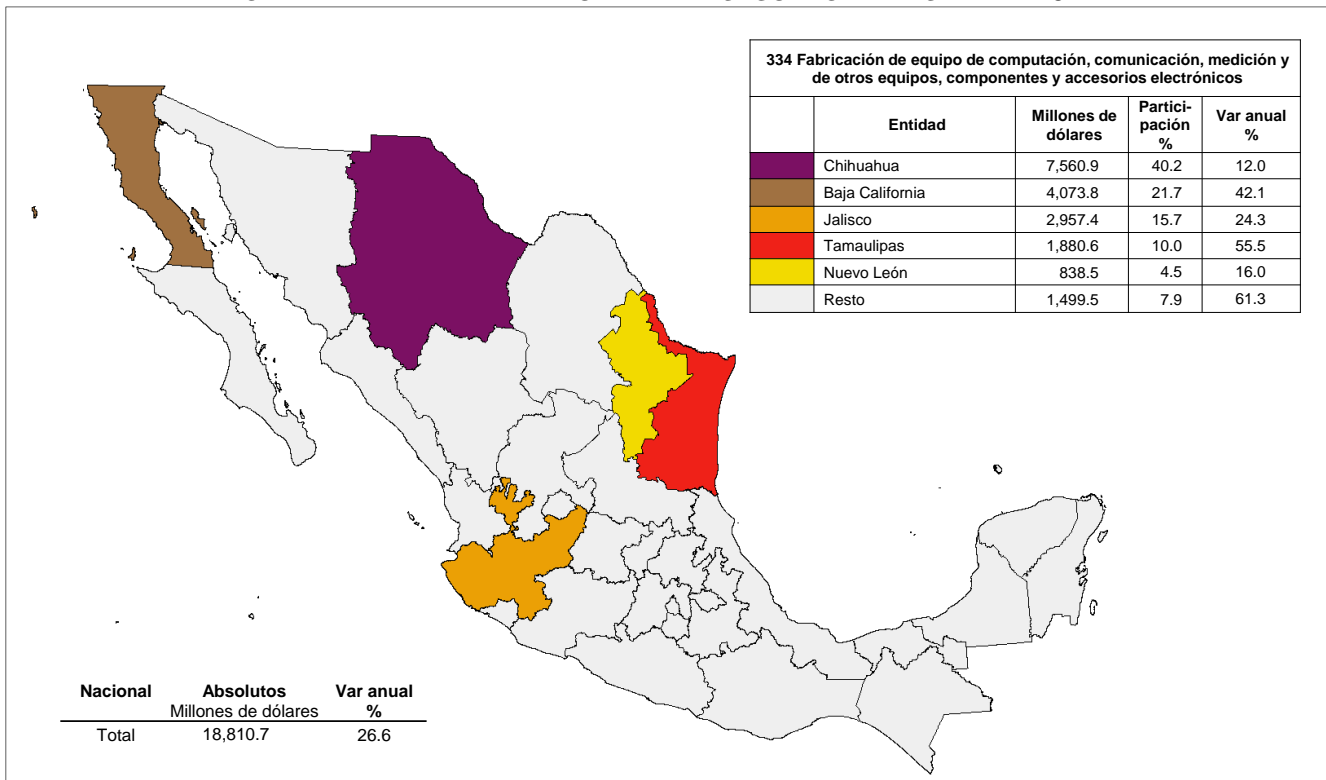 334 Fabricación de equipo de computación, comunicación, medición y
de otros equipos, componentes y accesorios electrónicos
Entidad Millones de dólares Partici-pación % Var anual %
Chihuahua 7,560.9 40.2 12.0
Baja California 4,073.8 21.7 42.1
Jalisco 2,957.4 15.7 24.3
Tamaulipas 1,880.6 10.0 55.5
Nuevo León 838.5 4.5 16.0
Resto 1,499.5 7.9 61.3
Nacional Absolutos Var anual
Millones de dólares %
Total 18,810.7 26.6